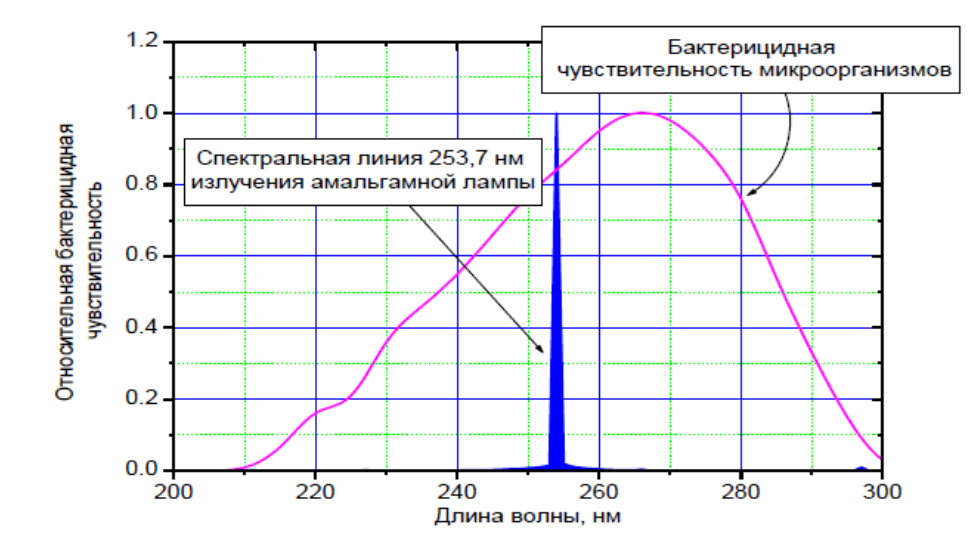 Бактерицидная
чувствительность микроорганизмов
Спектральная линия 253,7 нм
излучения амальгамной лампы
Относительная бактерицидная
чувствительность
1.2
1.0
0.8
0.6
0.4
0.2
0.0
200 220 240 260 280 300
Длина волны, нм